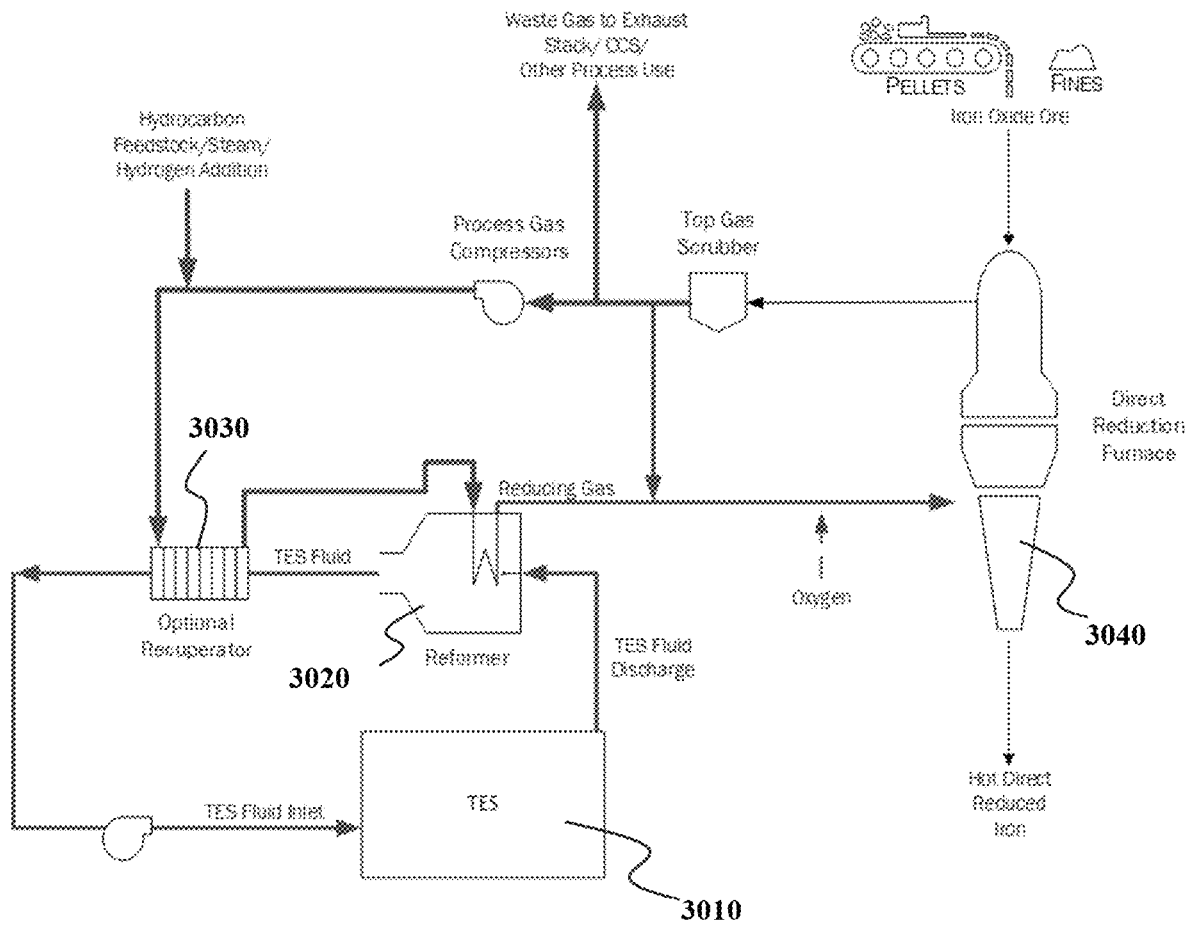 Waste Gas to Exhaust
Stack/ CCS/
Other Process Use
PELLETS
FINES
Iron Oxide Ore
Hydrocarbon
Feedstock/Steam/
Hydrogen Addition
Process Gas
Compressors
Top Gas
Scrubber
Direct
Reduction
Furnace
3030
Reducing Gas
TES Fluid
Oxygen
Optional
Recuperator
3020
Reformer
TES Fluid
Discharge
3040
TES Fluid Inlet
TES
Hot Direct
Reduced
Iron
3010